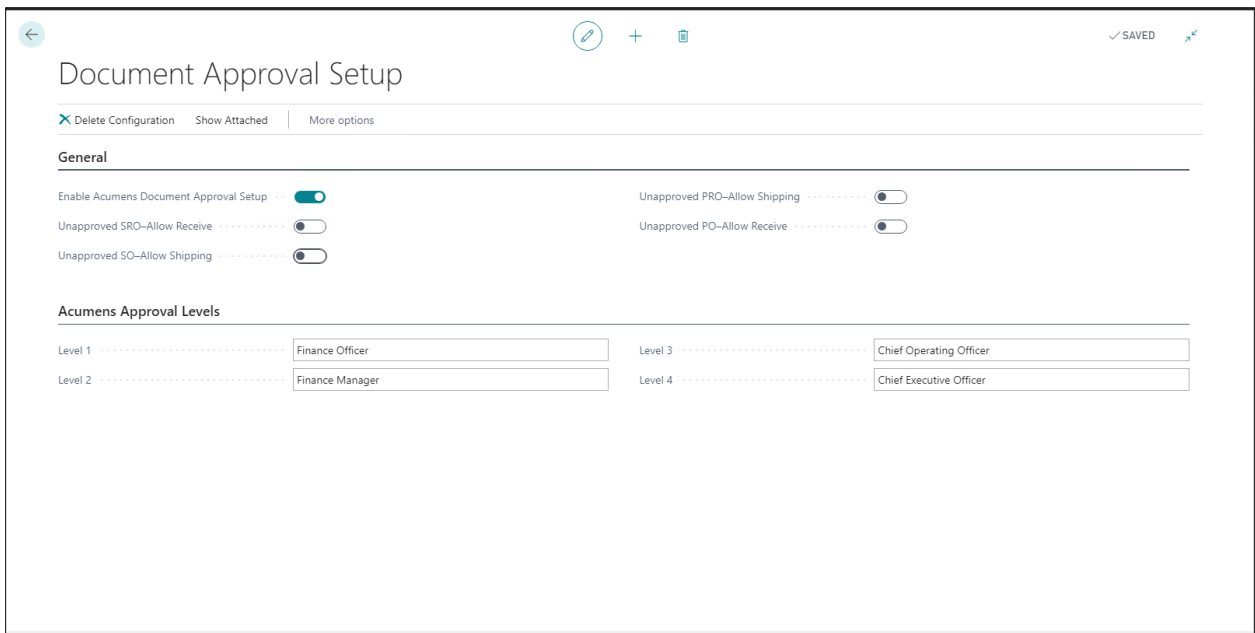 SAVED
Document Approval Setup
Delete Configuration Show Attached More options
General
Enable Acumens Document Approval Setup
Unapproved PRO–Allow Shipping
Unapproved SRO–Allow Receive
Unapproved PO–Allow Receive
Unapproved SO–Allow Shipping
Acumens Approval Levels
Level 1 Finance Officer
Level 3 Chief Operating Officer
Level 2 Finance Manager
Level 4 Chief Executive Officer